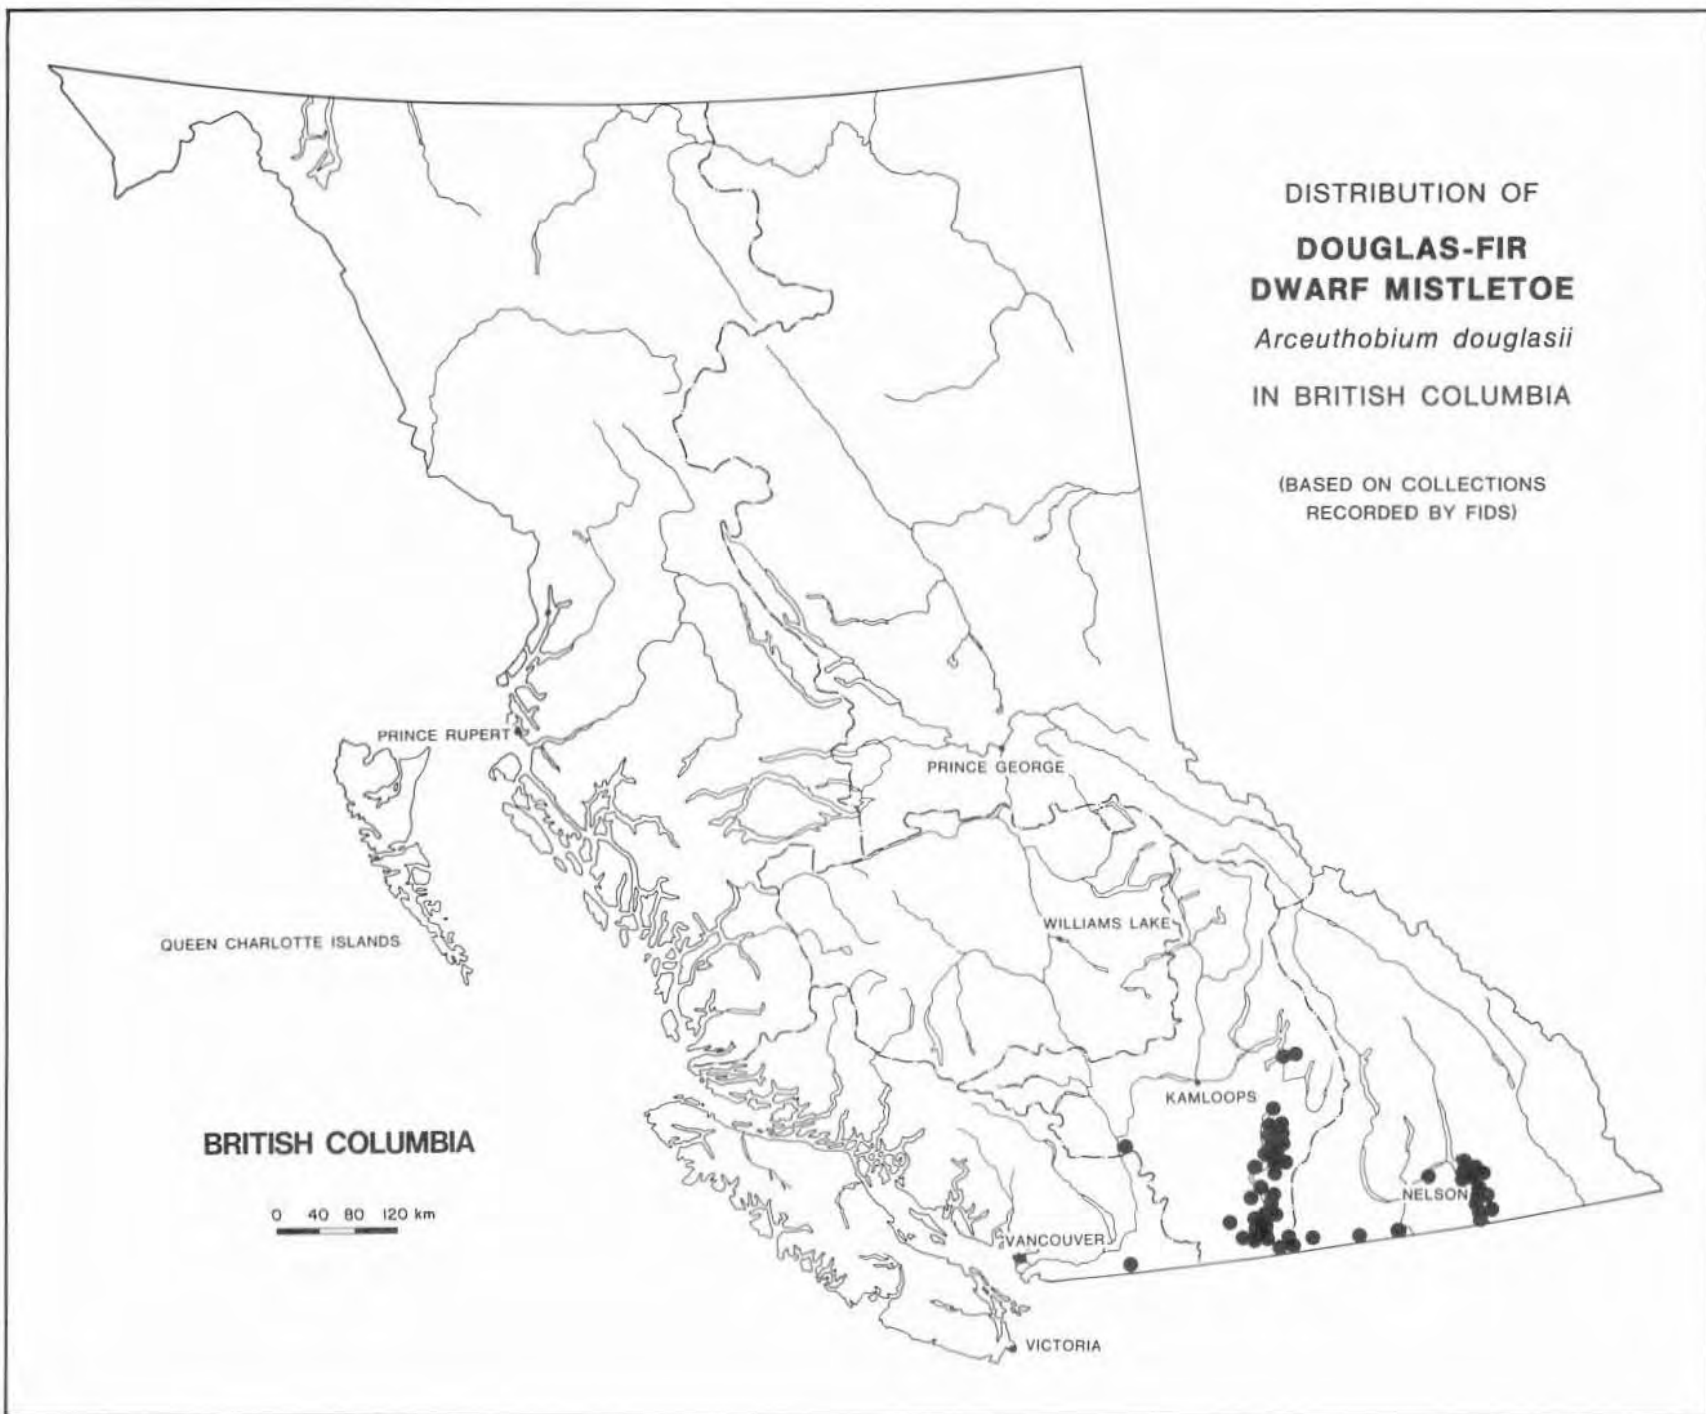 DISTRIBUTION OF
DOUGLAS-FIR
DWARF MISTLETOE
Arceuthobium douglasii
IN BRITISH COLUMBIA
(BASED ON COLLECTIONS
RECORDED BY FIDS)
PRINCE RUPERT
PRINCE GEORGE
WILLIAMS LAKE
QUEEN CHARLOTTE ISLANDS
KAMLOOPS
BRITISH COLUMBIA
NELSON
0 40 80 120 km
VANCOUVER
VICTORIA